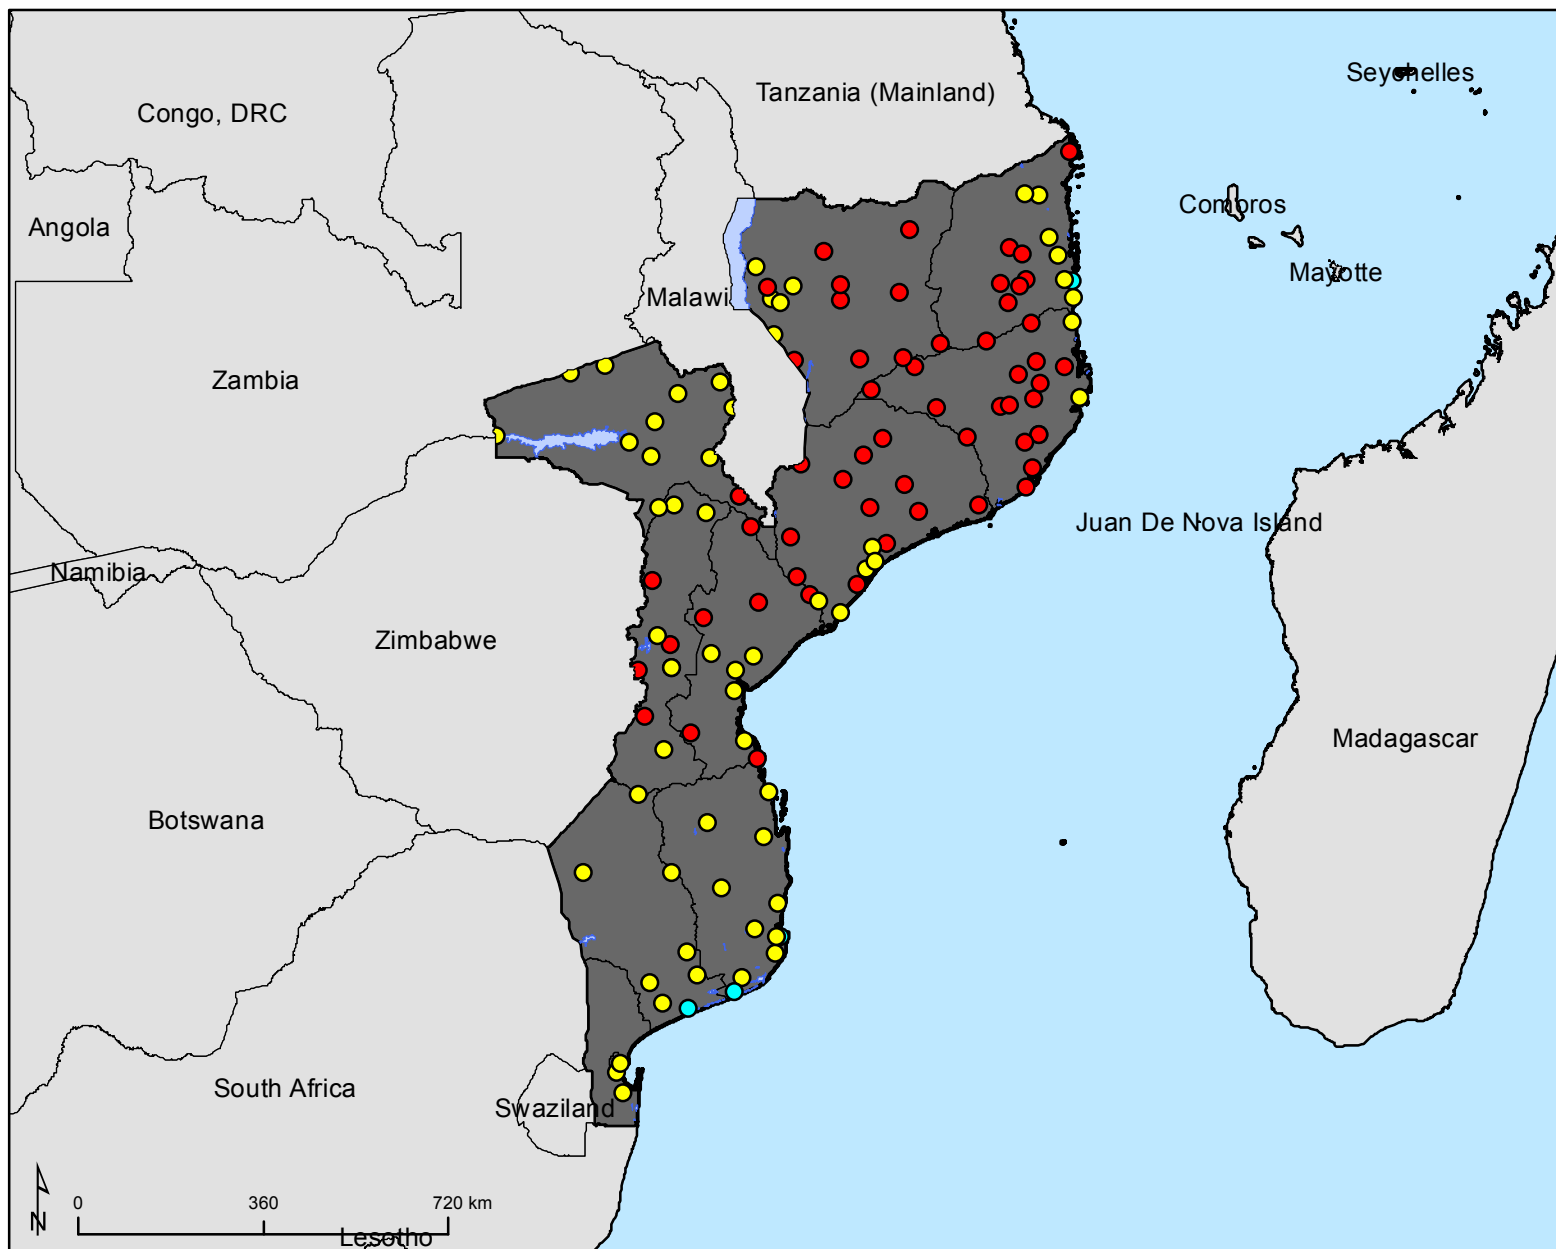 Seychelles
Tanzania (Mainland)
Congo, DRC
Comoros
Angola
Mayotte
Malawi
Zambia
Juan De Nova Island
Namibia
Zimbabwe
Madagascar
Botswana
South Africa
Swaziland
0 360 720 km
N
Lesotho